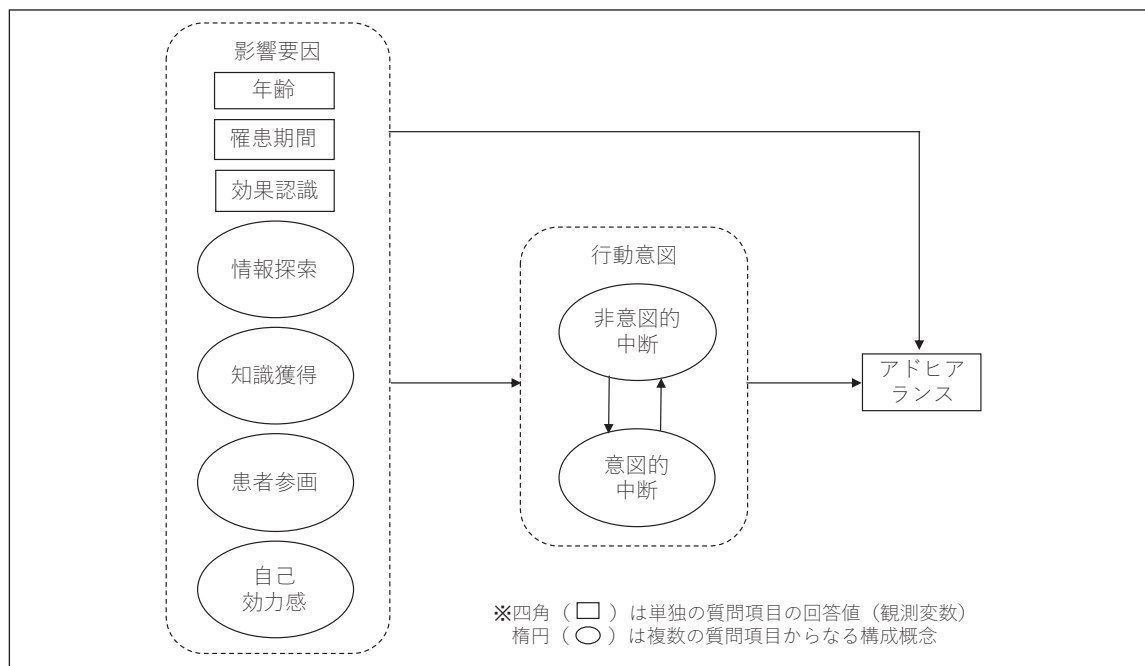 影響要因
年齢
罹患期間
効果認識
情報探索
知識獲得
患者参画
自己
効力感
行動意図
非意図的
中断
意図的
中断
アドヒア
ランス
※四角（□）は単独の質問項目の回答値（観測変数）
楕円（○）は複数の質問項目からなる構成概念